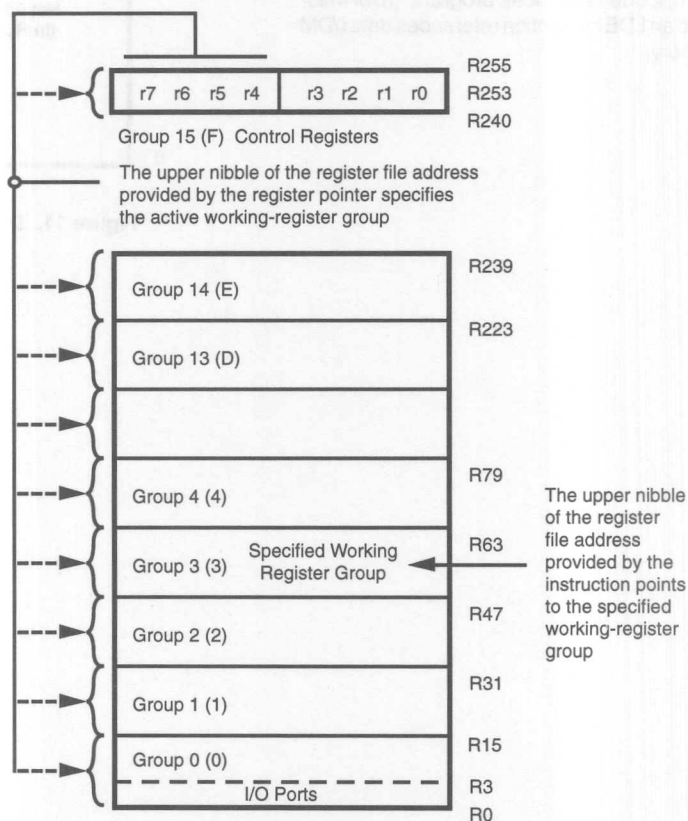 R255
r7 r6 r5 r4 r3 r2 r1 r0
R253
R240
Group 15 (F) Control Registers
The upper nibble of the register file address
provided by the register pointer specifies
the active working-register group
R239
Group 14 (E)
R223
Group 13 (D)
R79
Group 4 (4)
R63
Group 3 (3)
Specified Working
Register Group
The upper nibble
of the register
file address
provided by the
instruction points
to the specified
working-register
group
R47
Group 2 (2)
R31
Group 1 (1)
R15
Group 0 (0)
R3
I/O Ports
R0